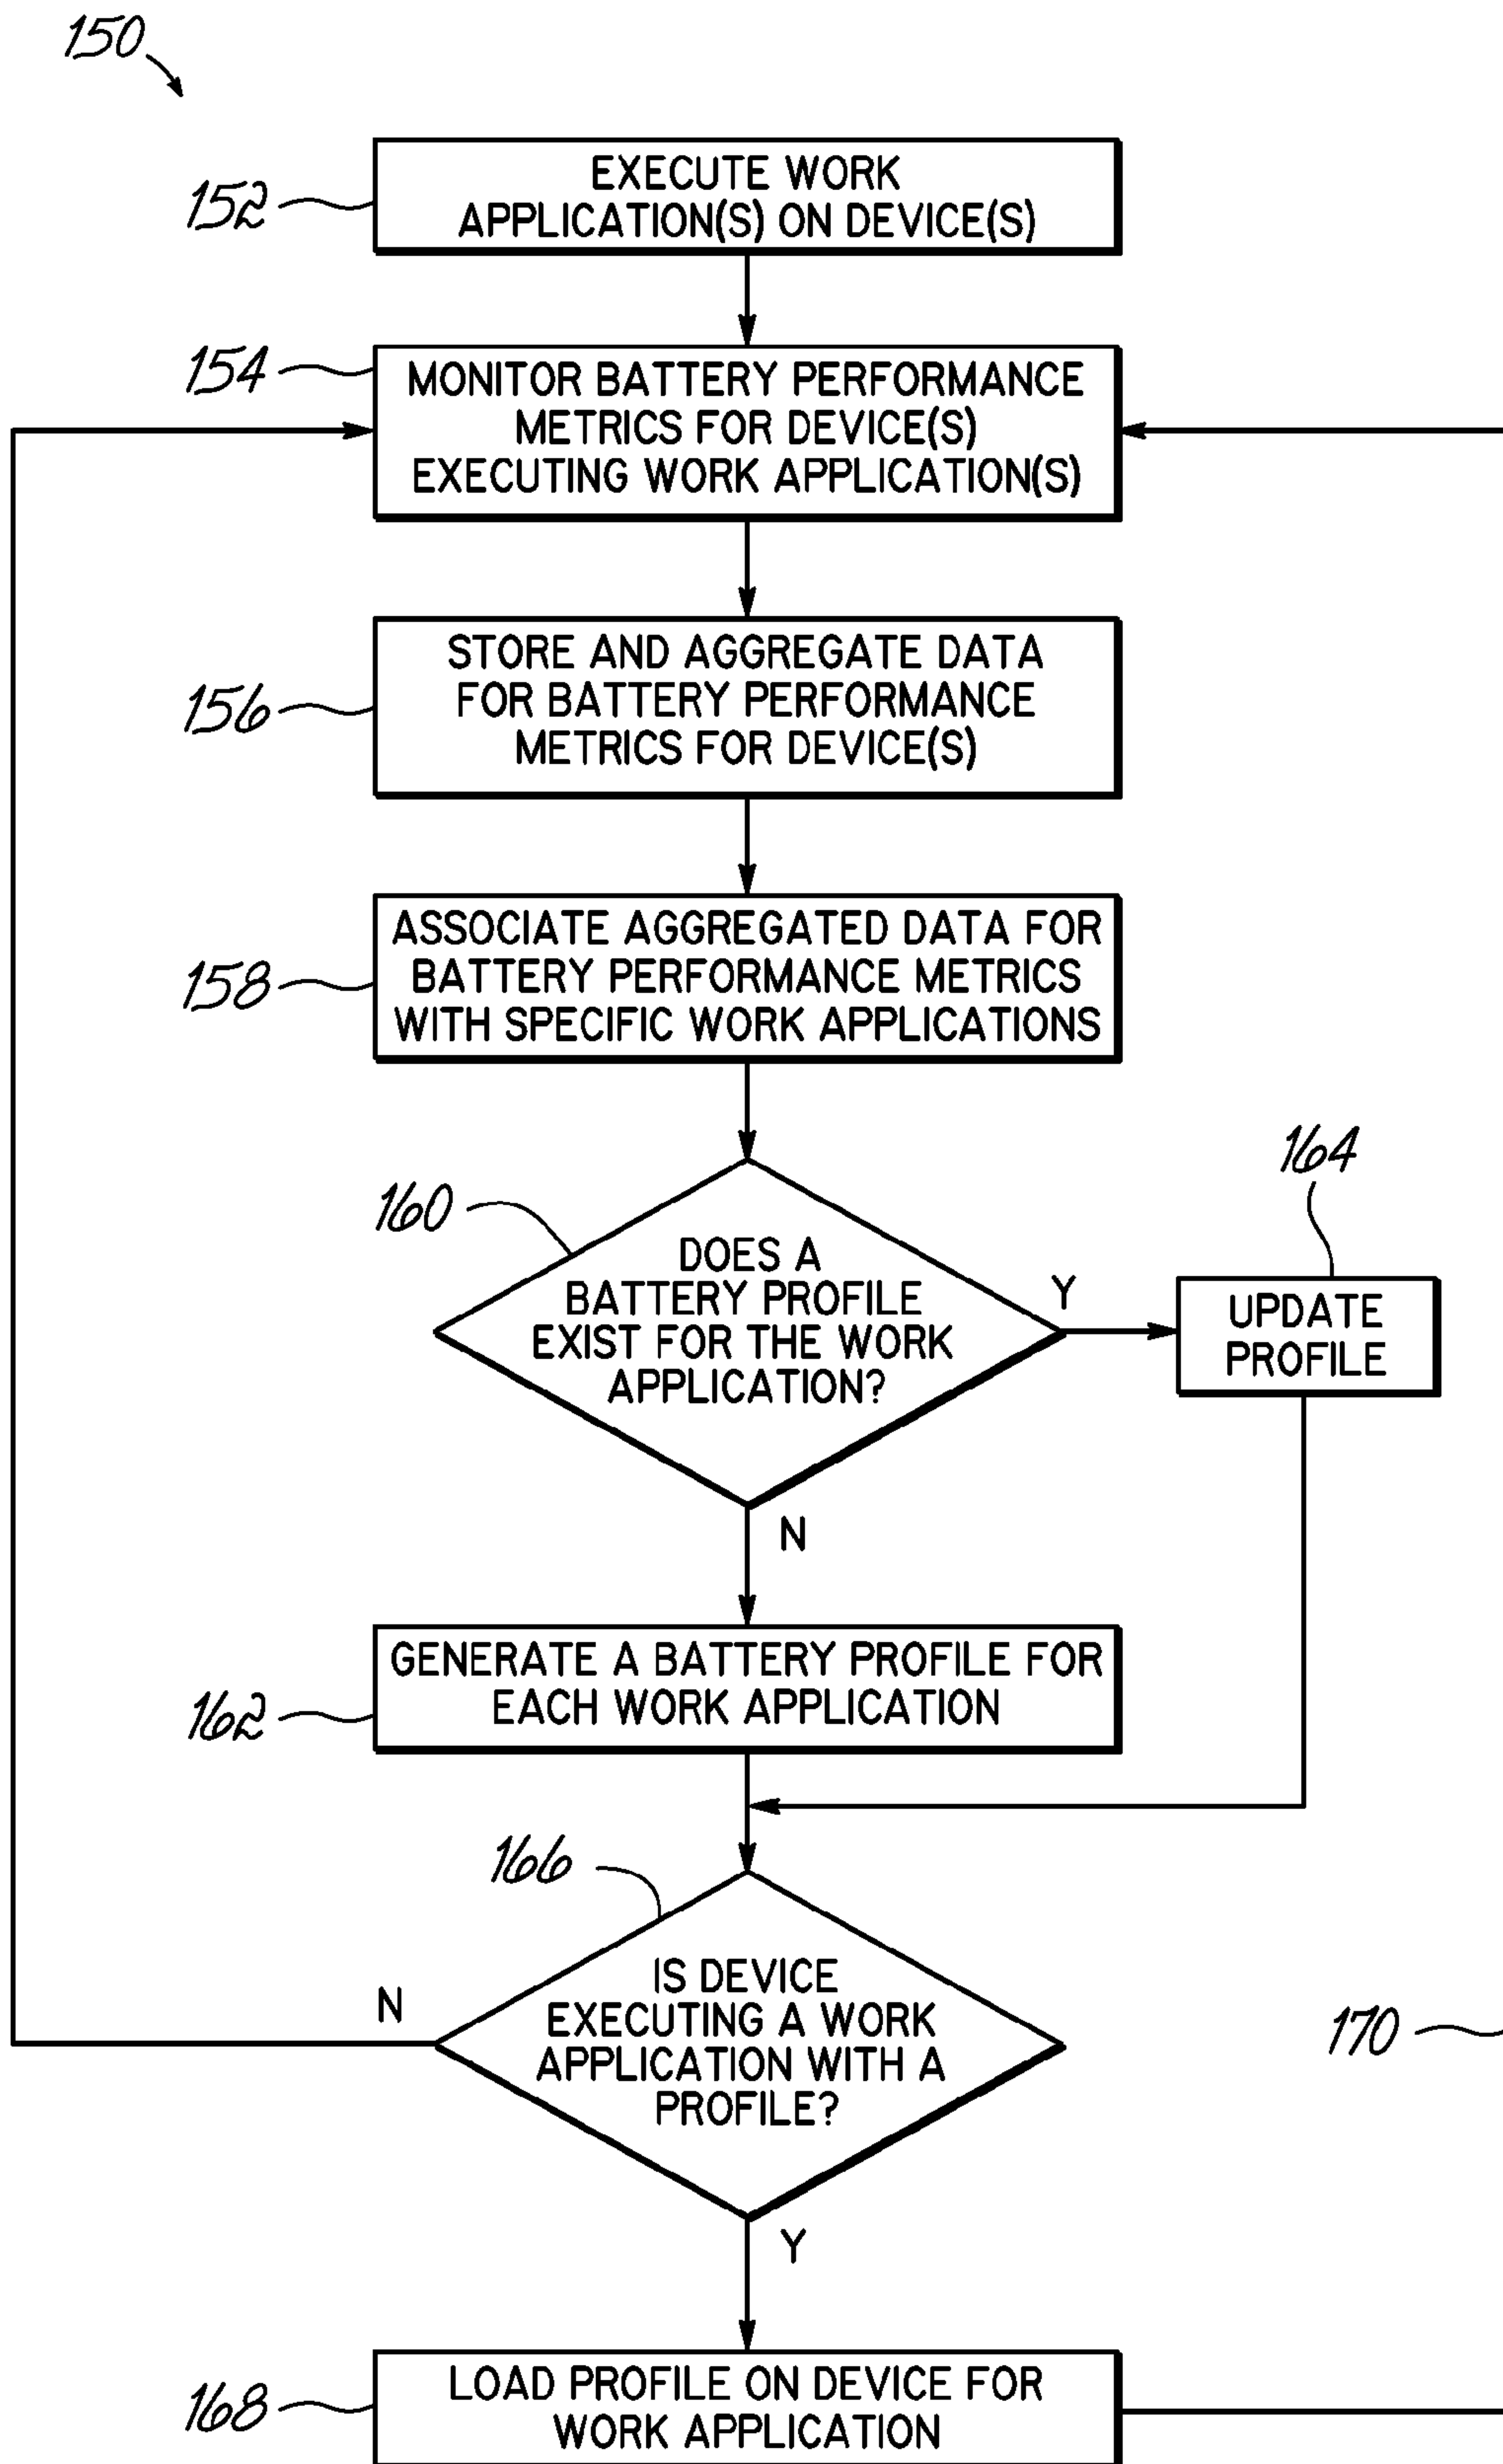 150
152
EXECUTE WORK
APPLICATION(S) ON DEVICE(S)
154
MONITOR BATTERY PERFORMANCE
METRICS FOR DEVICE(S)
EXECUTING WORK APPLICATION(S)
156
STORE AND AGGREGATE DATA
FOR BATTERY PERFORMANCE
METRICS FOR DEVICE(S)
158
ASSOCIATE AGGREGATED DATA FOR
BATTERY PERFORMANCE METRICS
WITH SPECIFIC WORK APPLICATIONS
160
DOES A
BATTERY PROFILE
EXIST FOR THE WORK
APPLICATION?
Y
164
UPDATE
PROFILE
N
162
GENERATE A BATTERY PROFILE FOR
EACH WORK APPLICATION
166
IS DEVICE
EXECUTING A WORK
APPLICATION WITH A
PROFILE?
N
170
Y
168
LOAD PROFILE ON DEVICE FOR
WORK APPLICATION